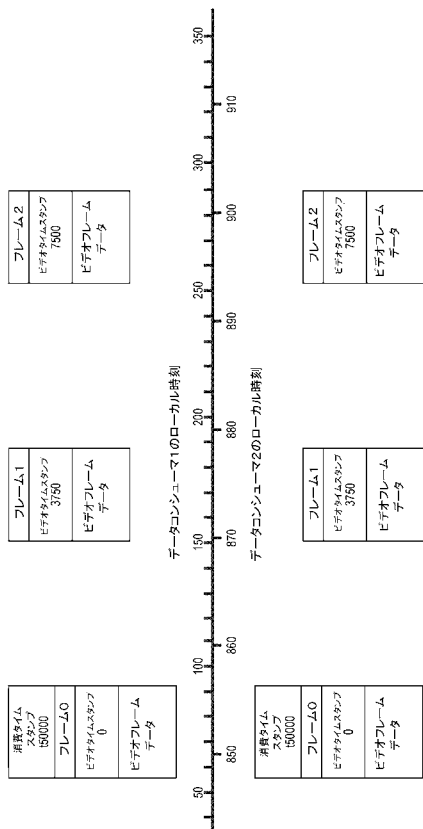 消費タイム
スタンプ
t50000
フレーム0
ビデオタイムスタンプ
0
ビデオフレーム
データ
フレーム1
ビデオタイムスタンプ
3750
ビデオフレーム
データ
フレーム2
ビデオタイムスタンプ
7500
ビデオフレーム
データ
データコンシューマ1のローカル時刻
50 100 150 200 250 300 350
850 860 870 880 890 900 910
データコンシューマ2のローカル時刻
消費タイム
スタンプ
t50000
フレーム0
ビデオタイムスタンプ
0
ビデオフレーム
データ
フレーム1
ビデオタイムスタンプ
3750
ビデオフレーム
データ
フレーム2
ビデオタイムスタンプ
7500
ビデオフレーム
データ